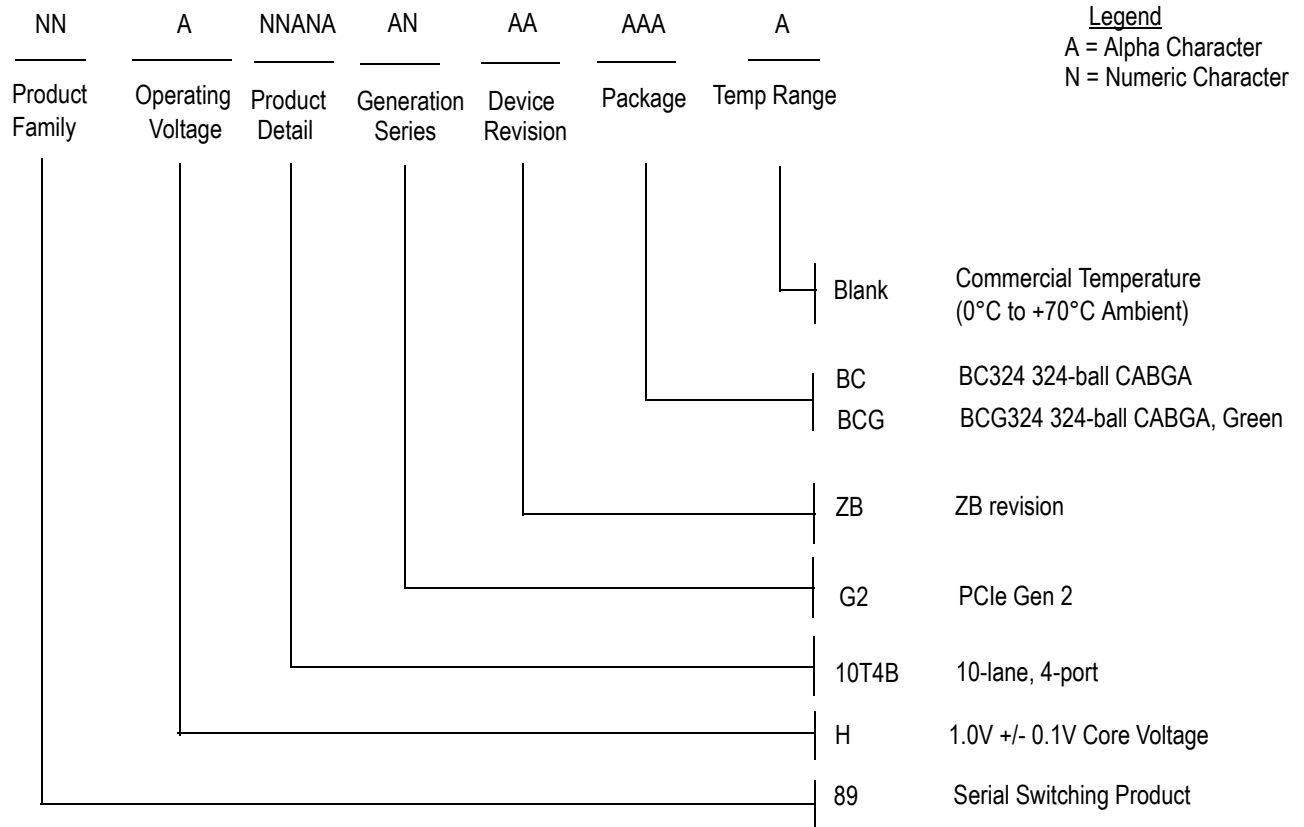 NN A NNANA AN AA AAA A
Legend
A = Alpha Character
N = Numeric Character
Product Family
Operating Voltage
Product Detail
Generation Series
Device Revision
Package
Temp Range
Blank Commercial Temperature
(0°C to +70°C Ambient)
BC BC324 324-ball CABGA
BCG BCG324 324-ball CABGA, Green
ZB ZB revision
G2 PCIe Gen 2
10T4B 10-lane, 4-port
H 1.0V +/- 0.1V Core Voltage
89 Serial Switching Product